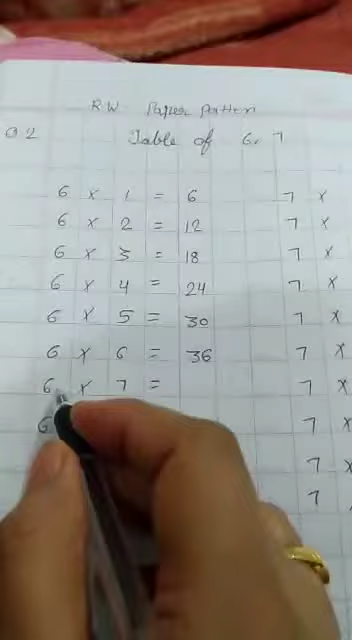 R.W. Paper Pattern
Q2 Table of 6, 7
6 x 1 = 6 7 x
6 x 2 = 12 7 x
6 x 3 = 18 7 x
6 x 4 = 24 7 x
6 x 5 = 30 7 x
6 x 6 = 36 7 x
6 x 7 = 7 x
6 7 x
7 x
7